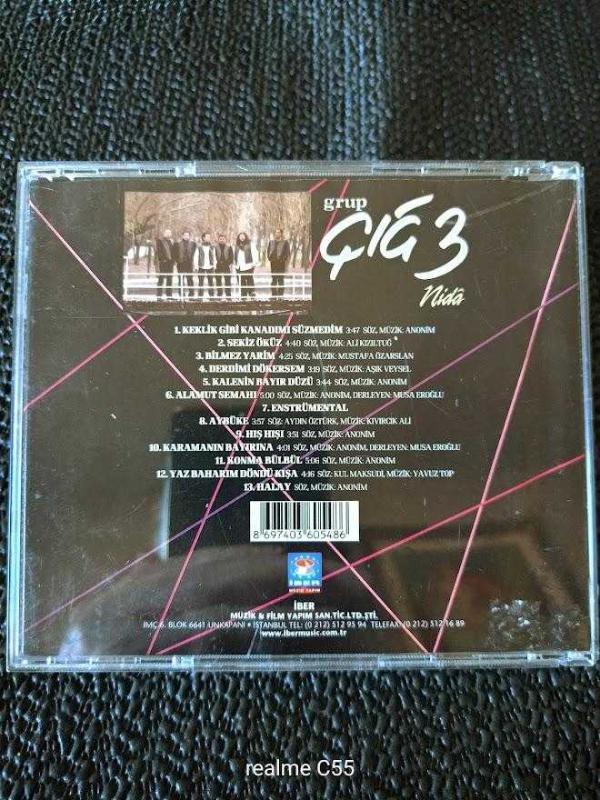 grup
ÇIĞ 3
Nidâ
1. KEKLİK GİBİ KANADIMI SÜZMEDİM 3:47 SÖZ, MÜZİK: ANONİM
2. SEKİZ ÖKÜZ 4:40 SÖZ, MÜZİK: ALİ KIZILTUĞ
3. BİLMEZ YARİM 4:25 SÖZ, MÜZİK: MUSTAFA ÖZARSLAN
4. DERDİMİ DÖKERSEM 3:19 SÖZ, MÜZİK: AŞIK VEYSEL
5. KALENİN BAYIR DÜZÜ 3:44 SÖZ, MÜZİK: ANONİM
6. ALAMUT SEMAHI 5:00 SÖZ, MÜZİK: ANONİM, DERLEYEN: MUSA EROĞLU
7. ENSTRÜMENTAL
8. AYBÜKE 3:57 SÖZ: AYDIN ÖZTÜRK, MÜZİK: KIVIRCIK ALİ
9. HIŞ HIŞI 3:51 SÖZ, MÜZİK: ANONİM
10. KARAMANIN BAYIRINA 4:01 SÖZ, MÜZİK: ANONİM, DERLEYEN: MUSA EROĞLU
11. KONMA BÜLBÜL 5:06 SÖZ, MÜZİK: ANONİM
12. YAZ BAHARIM DÖNDÜ KIŞA 4:16 SÖZ: KUL MAKSUDİ, MÜZİK: YAVUZ TOP
13. HALAY SÖZ, MÜZİK: ANONİM
8 697403 605486
İBER
MÜZİK YAPIM
İBER
MÜZİK & FİLM YAPIM SAN.TİC.LTD.ŞTİ.
İMÇ 6. BLOK 6641 UNKAPANI • İSTANBUL TEL: (0 212) 512 95 94 TELEFAX: (0 212) 512 16 89
www.ibermusic.com.tr
realme C55